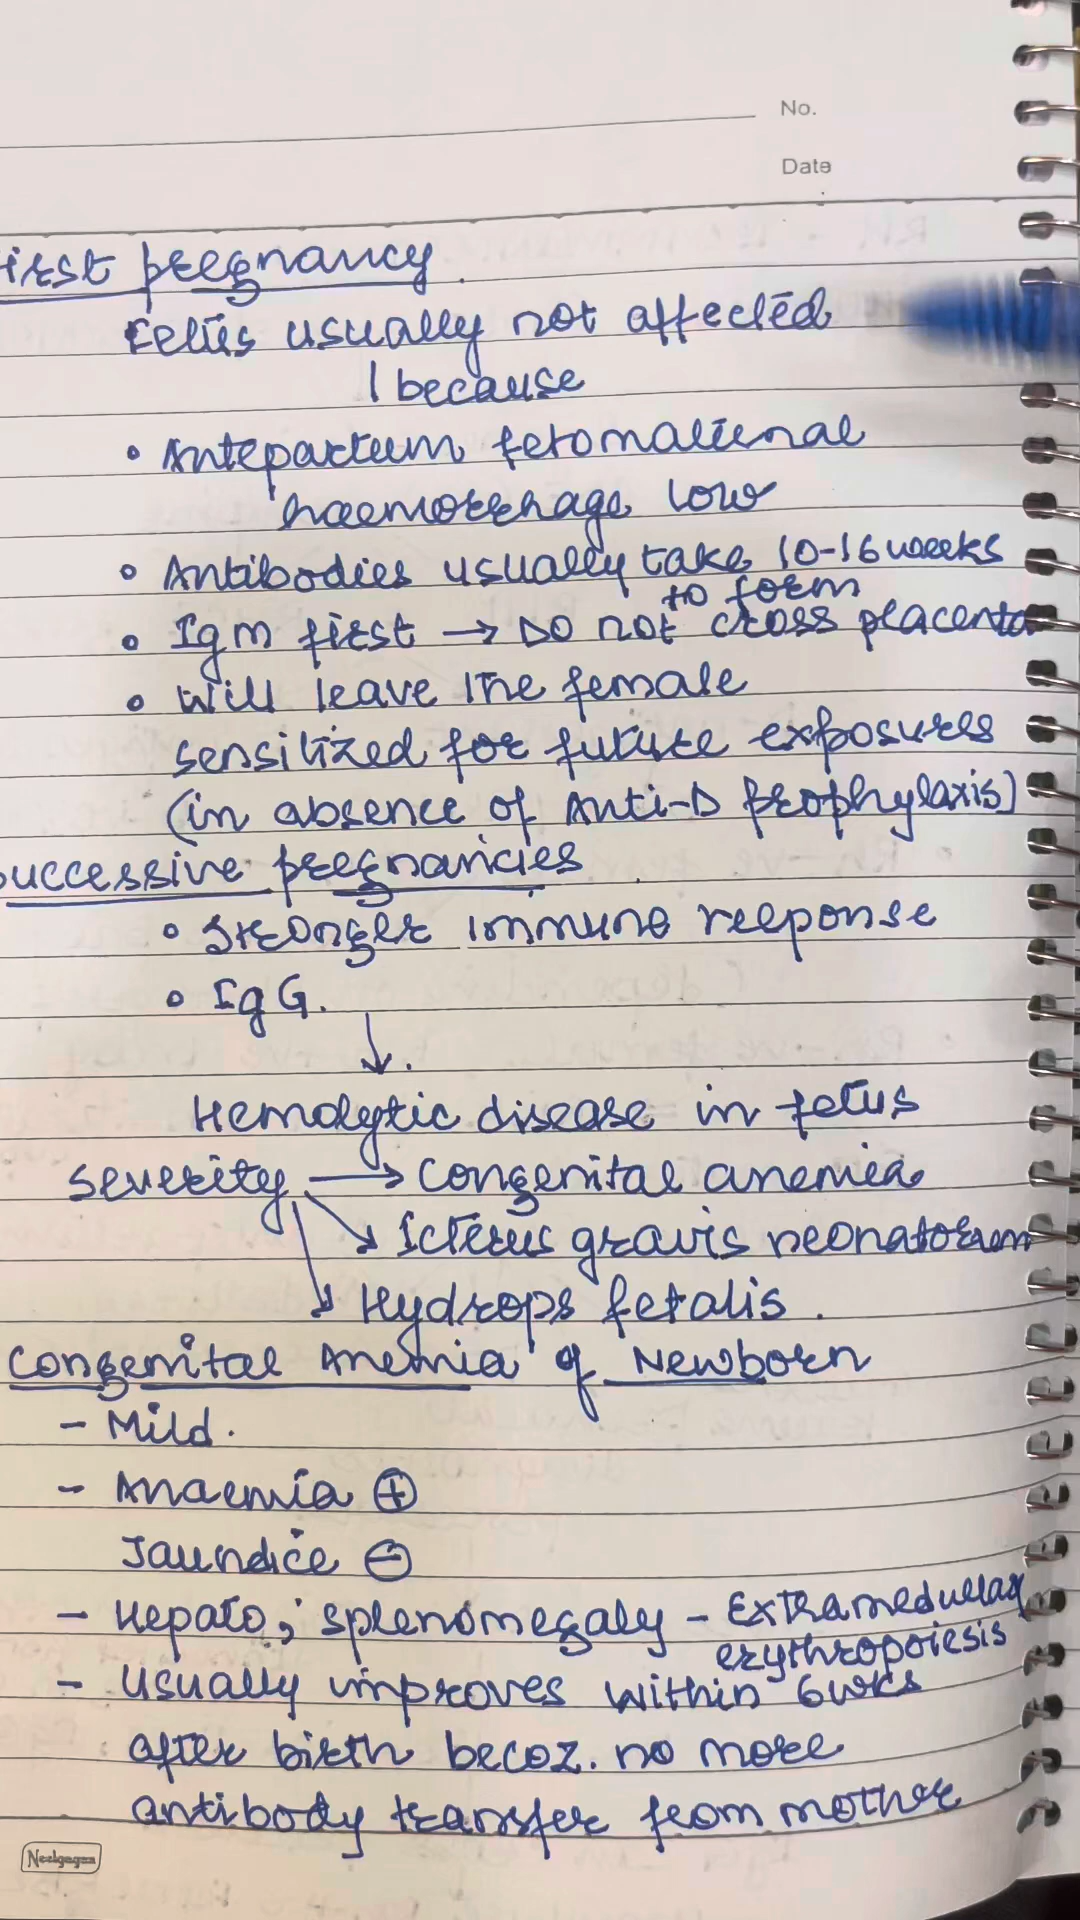 No.
Date
irst pregnancy.
Fetus usually not affected
| because
• Antepartum fetomaternal
haemorrhage low
• Antibodies usually take 10-16 weeks
to form
• Igm first → Do not cross placenta
• Will leave the female
sensitized for future exposures
(in absence of Anti-D prophylaxis)
uccessive pregnancies
• Stronger immune response
• IgG.
↓.
Hemolytic disease in fetus
severity → Congenital anemia
↘ Icterus gravis neonatorum
↘ Hydrops fetalis.
Congenital Anemia of Newborn
- Mild.
- Anaemia ⊕
Jaundice ⊖
- Hepato; splenomegaly - Extramedullary
erythropoiesis
- Usually improves within 6wks
after birth becoz. no more
antibody transfer from mother
Neelgagan